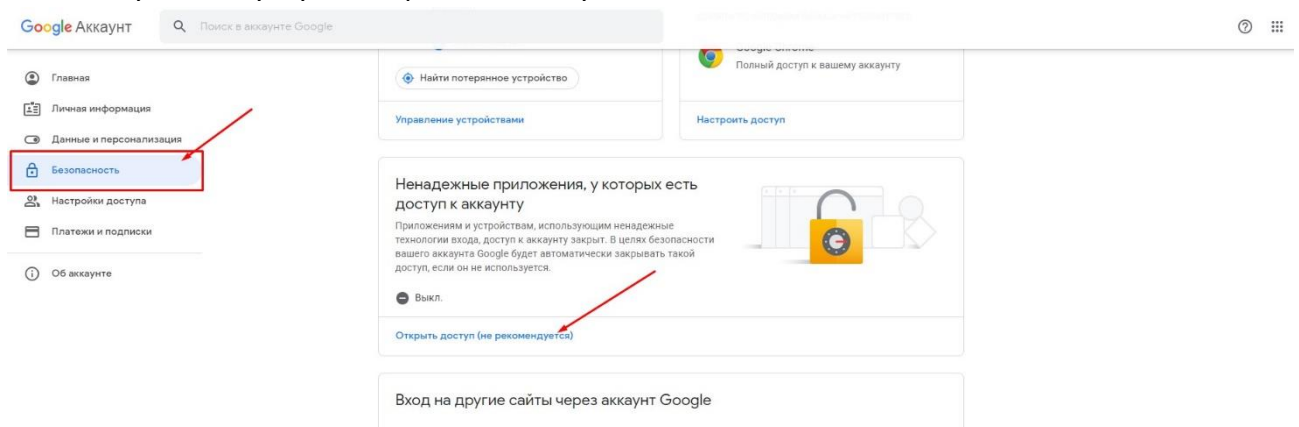 Google Аккаунт
Поиск в аккаунте Google
Главная
Личная информация
Данные и персонализация
Безопасность
Настройки доступа
Платежи и подписки
Об аккаунте
Найти потерянное устройство
Управление устройствами
Google Chrome
Полный доступ к вашему аккаунту
Настроить доступ
Ненадежные приложения, у которых есть
доступ к аккаунту
Приложениям и устройствам, использующим ненадежные
технологии входа, доступ к аккаунту закрыт. В целях безопасности
вашего аккаунта Google будет автоматически закрывать такой
доступ, если он не используется.
Выкл.
Открыть доступ (не рекомендуется)
Вход на другие сайты через аккаунт Google